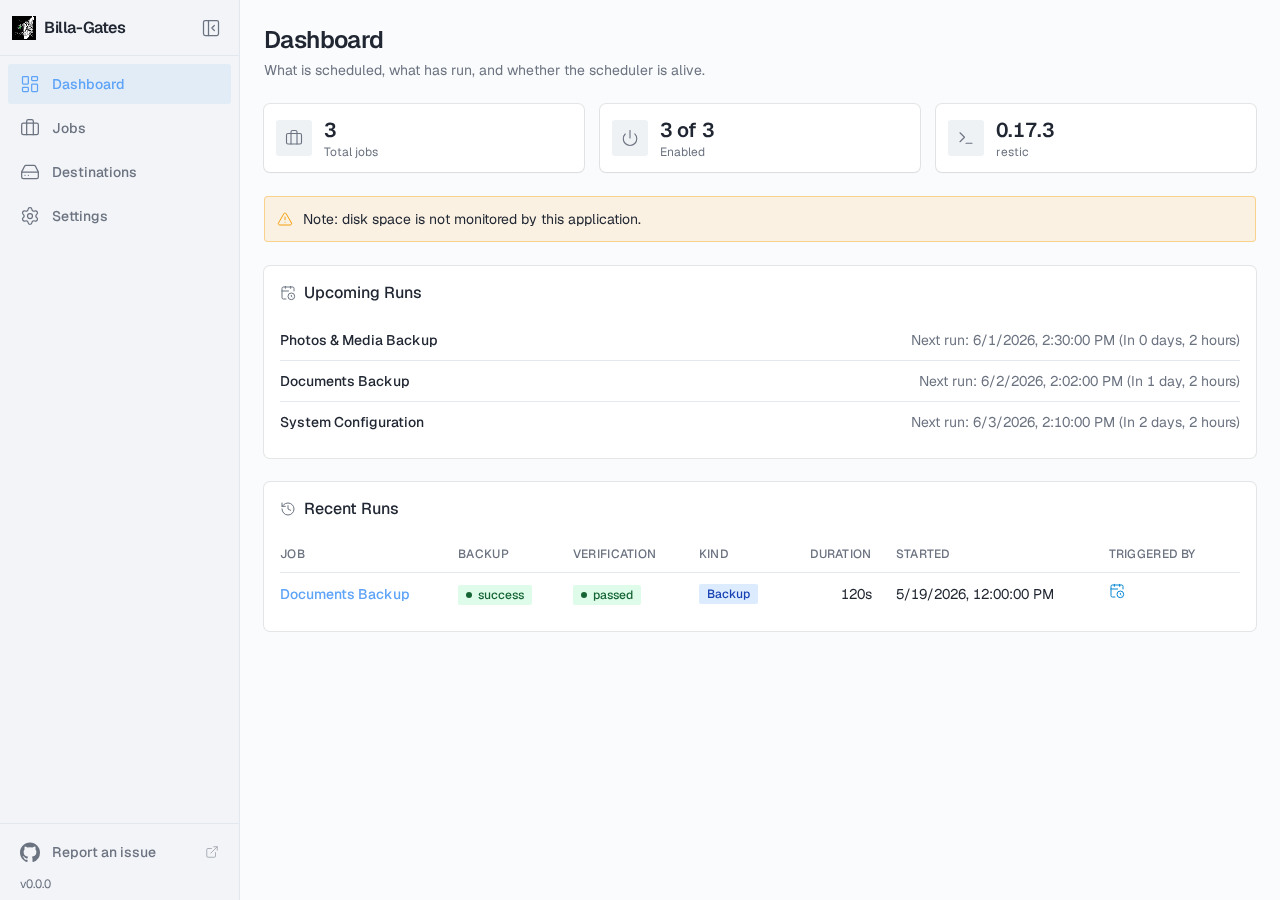 Billa-Gates
Dashboard
Jobs
Destinations
Settings
Report an issue
v0.0.0
Dashboard
What is scheduled, what has run, and whether the scheduler is alive.
3
Total jobs
3 of 3
Enabled
0.17.3
restic
Note: disk space is not monitored by this application.
Upcoming Runs
Photos & Media Backup Next run: 6/1/2026, 2:30:00 PM (In 0 days, 2 hours)
Documents Backup Next run: 6/2/2026, 2:02:00 PM (In 1 day, 2 hours)
System Configuration Next run: 6/3/2026, 2:10:00 PM (In 2 days, 2 hours)
Recent Runs
JOB BACKUP VERIFICATION KIND DURATION STARTED TRIGGERED BY
Documents Backup success passed Backup 120s 5/19/2026, 12:00:00 PM